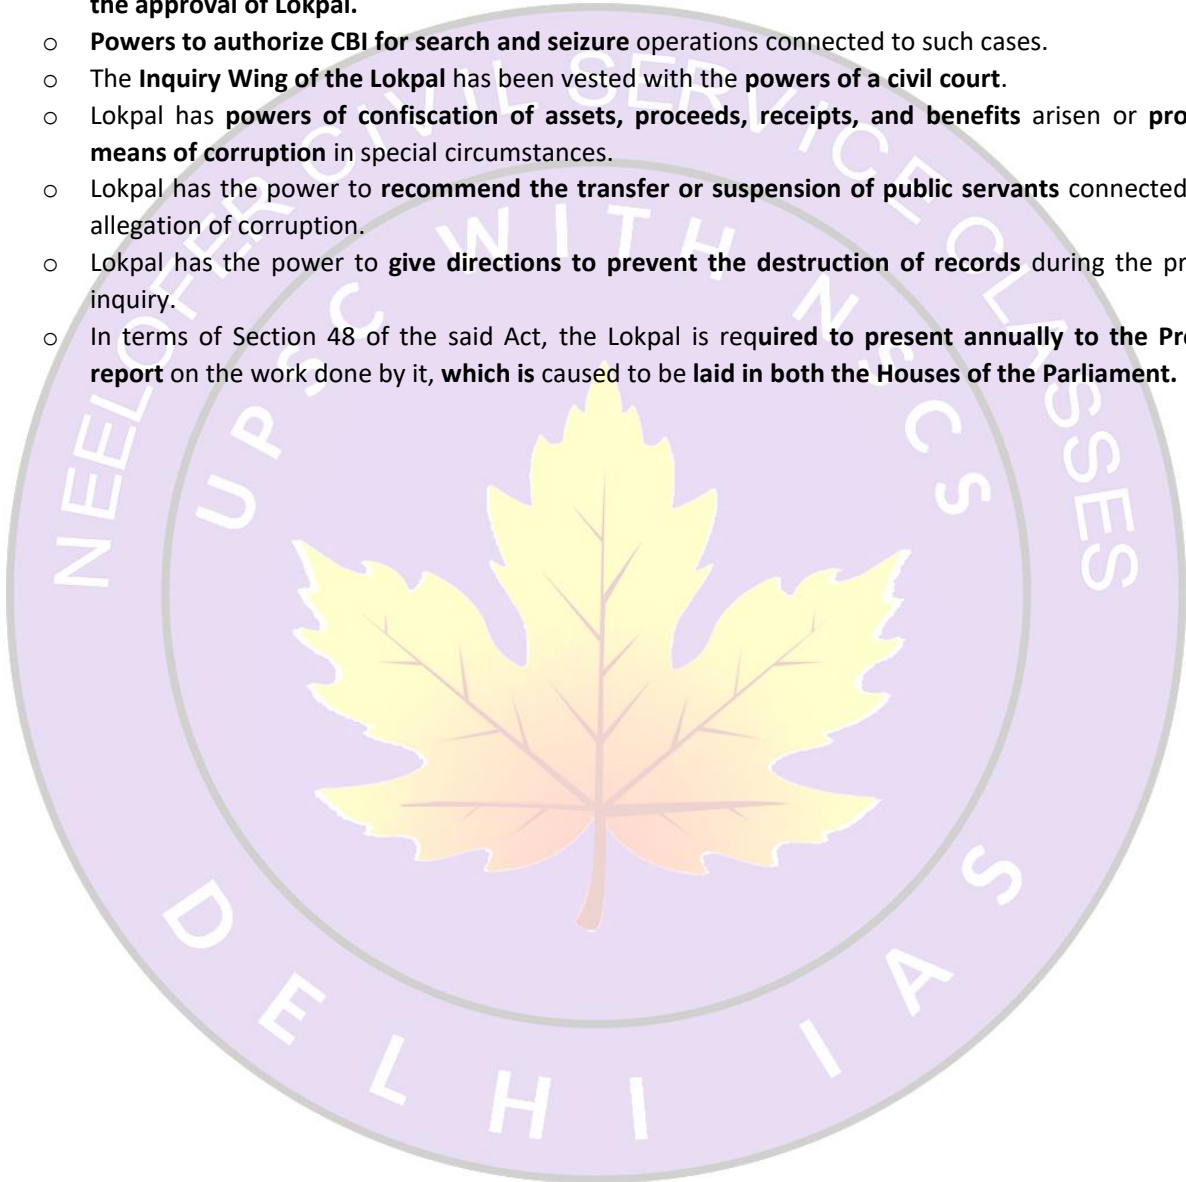 the approval of Lokpal.
o Powers to authorize CBI for search and seizure operations connected to such cases.
o The Inquiry Wing of the Lokpal has been vested with the powers of a civil court.
o Lokpal has powers of confiscation of assets, proceeds, receipts, and benefits arisen or
means of corruption in special circumstances.
o Lokpal has the power to recommend the transfer or suspension of public servants connected
allegation of corruption.
o Lokpal has the power to give directions to prevent the destruction of records during the
inquiry.
o In terms of Section 48 of the said Act, the Lokpal is required to present annually to the
report on the work done by it, which is caused to be laid in both the Houses of the Parliament.
NEELOFER CIVIL SERVICE CLASSES
UPSC WITH NSCS
DELHI IAS